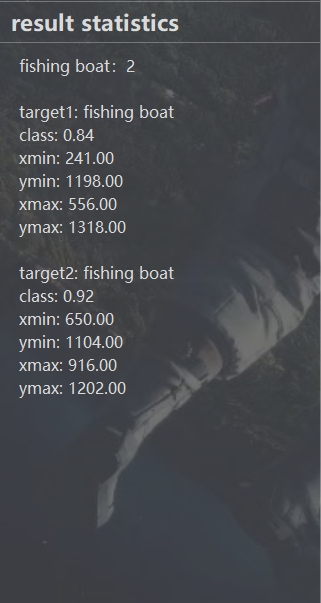 result statistics
fishing boat: 2
target1: fishing boat
class: 0.84
xmin: 241.00
ymin: 1198.00
xmax: 556.00
ymax: 1318.00
target2: fishing boat
class: 0.92
xmin: 650.00
ymin: 1104.00
xmax: 916.00
ymax: 1202.00